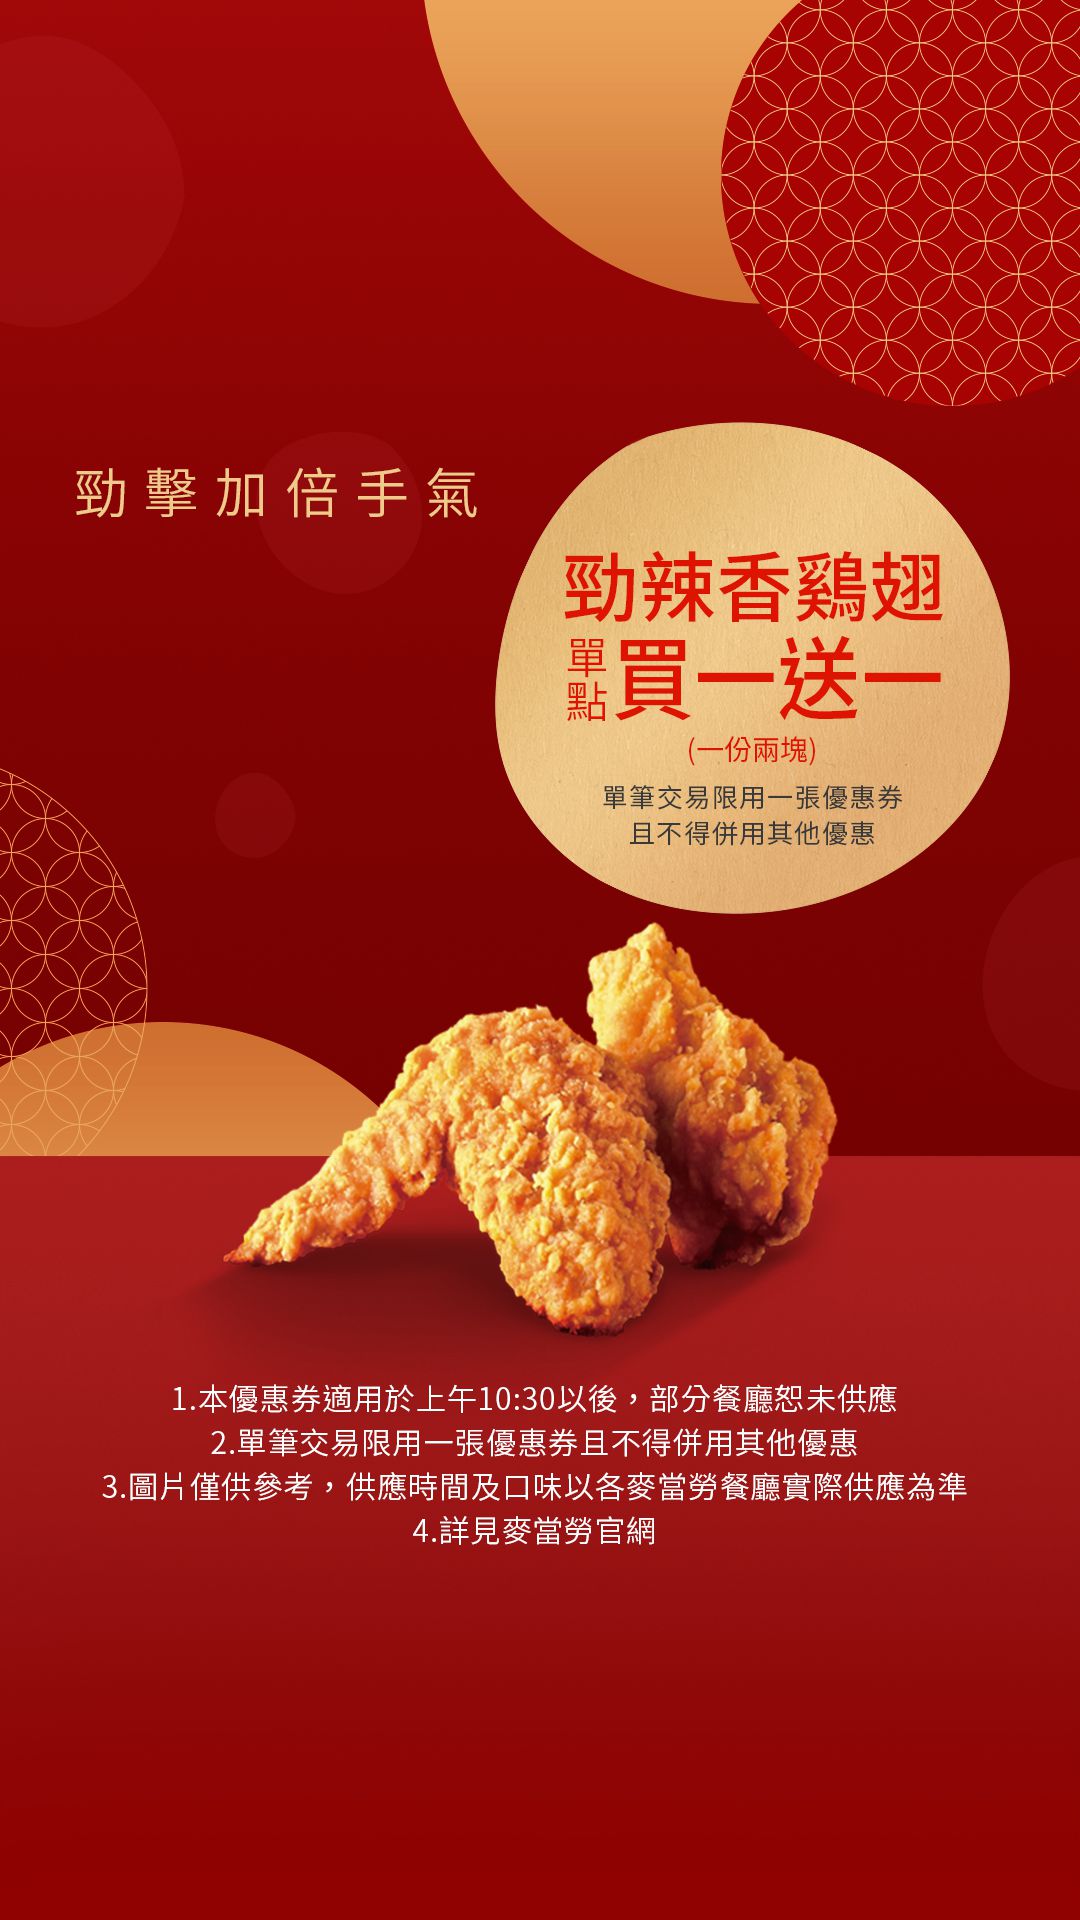 勁擊加倍手氣
勁辣香鷄翅
單點買一送一
(一份兩塊)
單筆交易限用一張優惠券
且不得併用其他優惠
1.本優惠券適用於上午10:30以後，部分餐廳恕未供應
2.單筆交易限用一張優惠券且不得併用其他優惠
3.圖片僅供參考，供應時間及口味以各麥當勞餐廳實際供應為準
4.詳見麥當勞官網